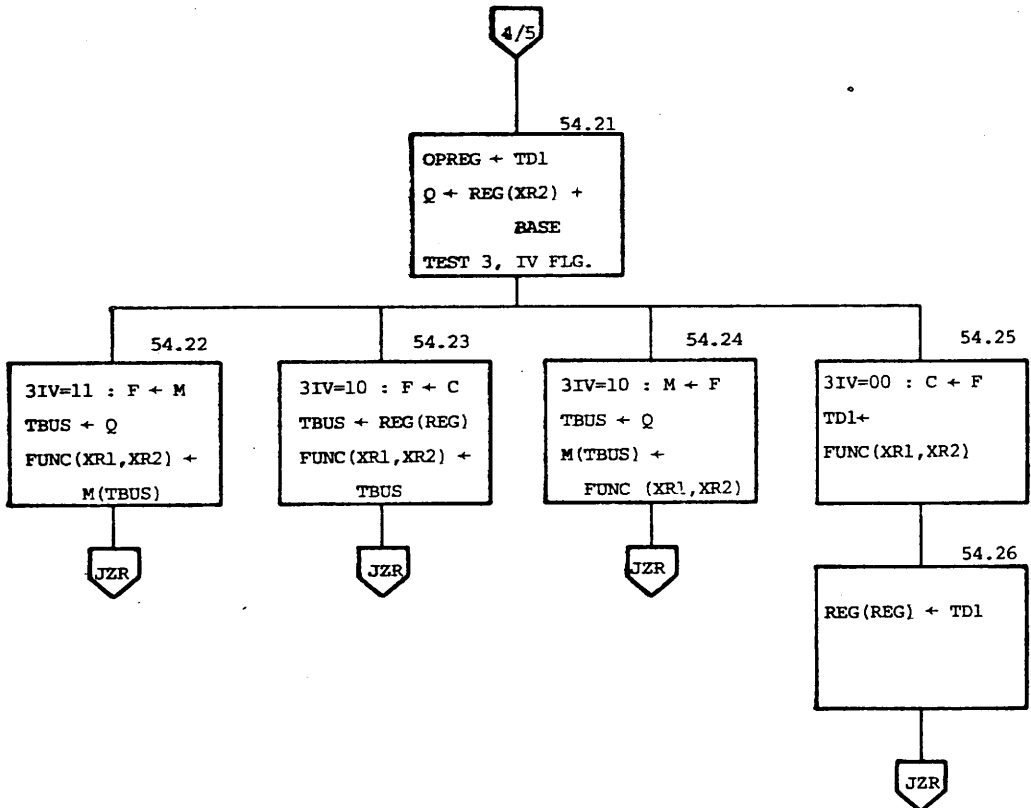 4/5
54.21
OPREG ← TD1
Q ← REG(XR2) +
BASE
TEST 3, IV FLG.
54.22
3IV=11 : F ← M
TBUS ← Q
FUNC(XR1,XR2) ←
M(TBUS)
JZR
54.23
3IV=10 : F ← C
TBUS ← REG(REG)
FUNC(XR1,XR2) ←
TBUS
JZR
54.24
3IV=10 : M ← F
TBUS ← Q
M(TBUS) ←
FUNC (XR1,XR2)
JZR
54.25
3IV=00 : C ← F
TD1←
FUNC(XR1,XR2)
54.26
REG(REG) ← TD1
JZR